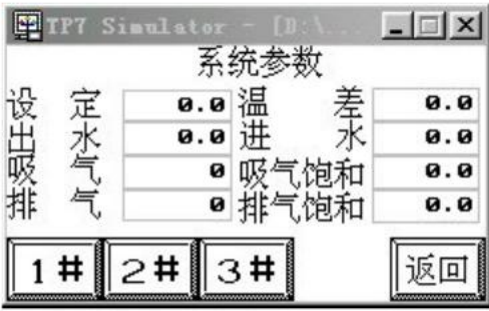 TP7 Simulator - [D:\...
系统参数
设 定 0.0 温 差 0.0
出 水 0.0 进 水 0.0
吸 气 0 吸气饱和 0.0
排 气 0 排气饱和 0.0
1# 2# 3# 返回